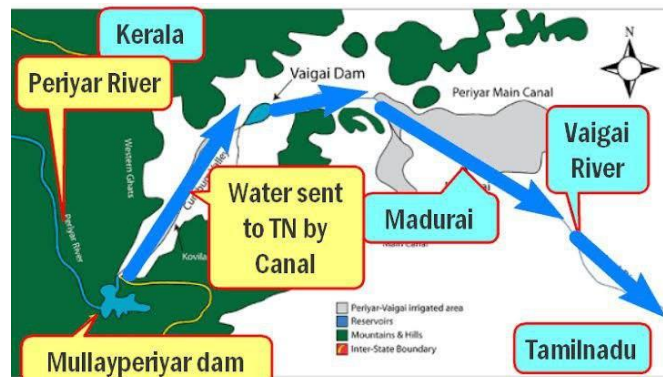 Kerala
Periyar River
Vaigai Dam
N
Periyar Main Canal
Vaigai
River
Western Ghats
Periyar River
Water sent
to TN by
Canal
Madurai
Main Canal
Periyar-Vaigai irrigated area
Reservoirs
Mountains & Hills
Inter-State Boundary
Mullayperiyar dam
Tamilnadu